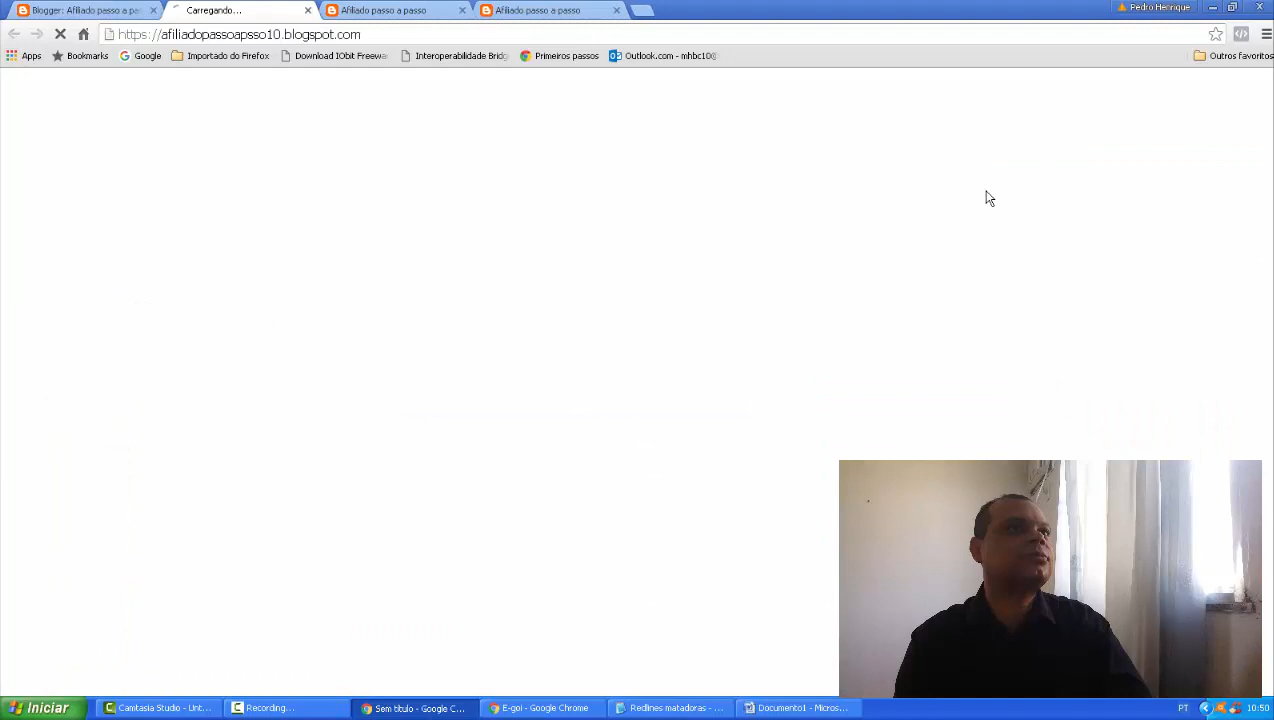 Blogger: Afiliado passo a pas
Carregando...
Afiliado passo a passo
Afiliado passo a passo
Pedro Henrique
https://afiliadopassoapsso10.blogspot.com
Apps
Bookmarks
Google
Importado do Firefox
Download IObit Freewa
Interoperabilidade Bridg
Primeiros passos
Outlook.com - mhbc10@
Outros favoritos
Iniciar
Camtasia Studio - Unt...
Recording...
Sem título - Google C...
E-goi - Google Chrome
Redlines matadoras - ...
Documento1 - Micros...
PT
10:50